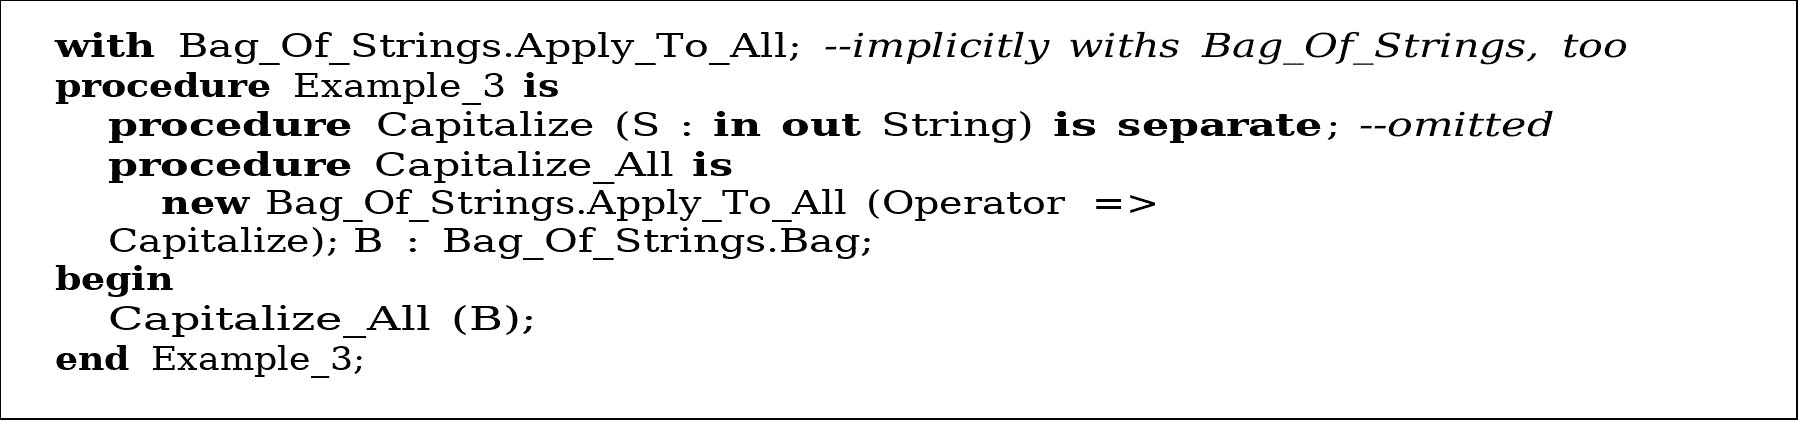 with Bag_Of_Strings.Apply_To_All; --implicitly withs Bag_Of_Strings, too
procedure Example_3 is
procedure Capitalize (S : in out String) is separate; --omitted
procedure Capitalize_All is
new Bag_Of_Strings.Apply_To_All (Operator =>
Capitalize); B : Bag_Of_Strings.Bag;
begin
Capitalize_All (B);
end Example_3;